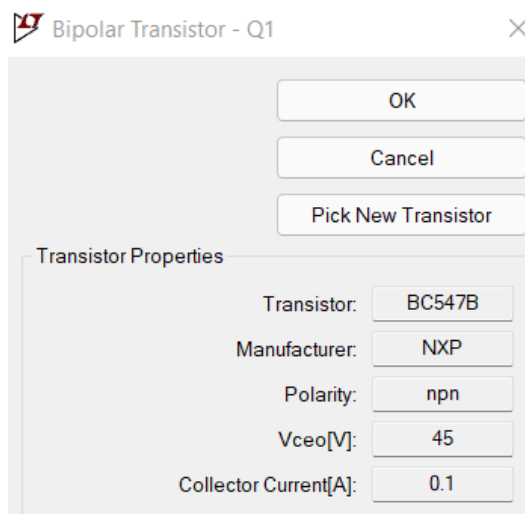 Bipolar Transistor - Q1
OK
Cancel
Pick New Transistor
Transistor Properties
Transistor: BC547B
Manufacturer: NXP
Polarity: npn
Vceo[V]: 45
Collector Current[A]: 0.1